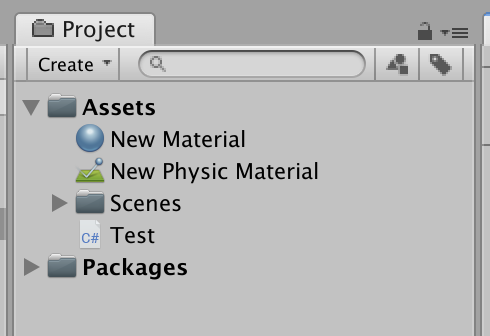 Project
Create
Assets
New Material
New Physic Material
Scenes
C# Test
Packages